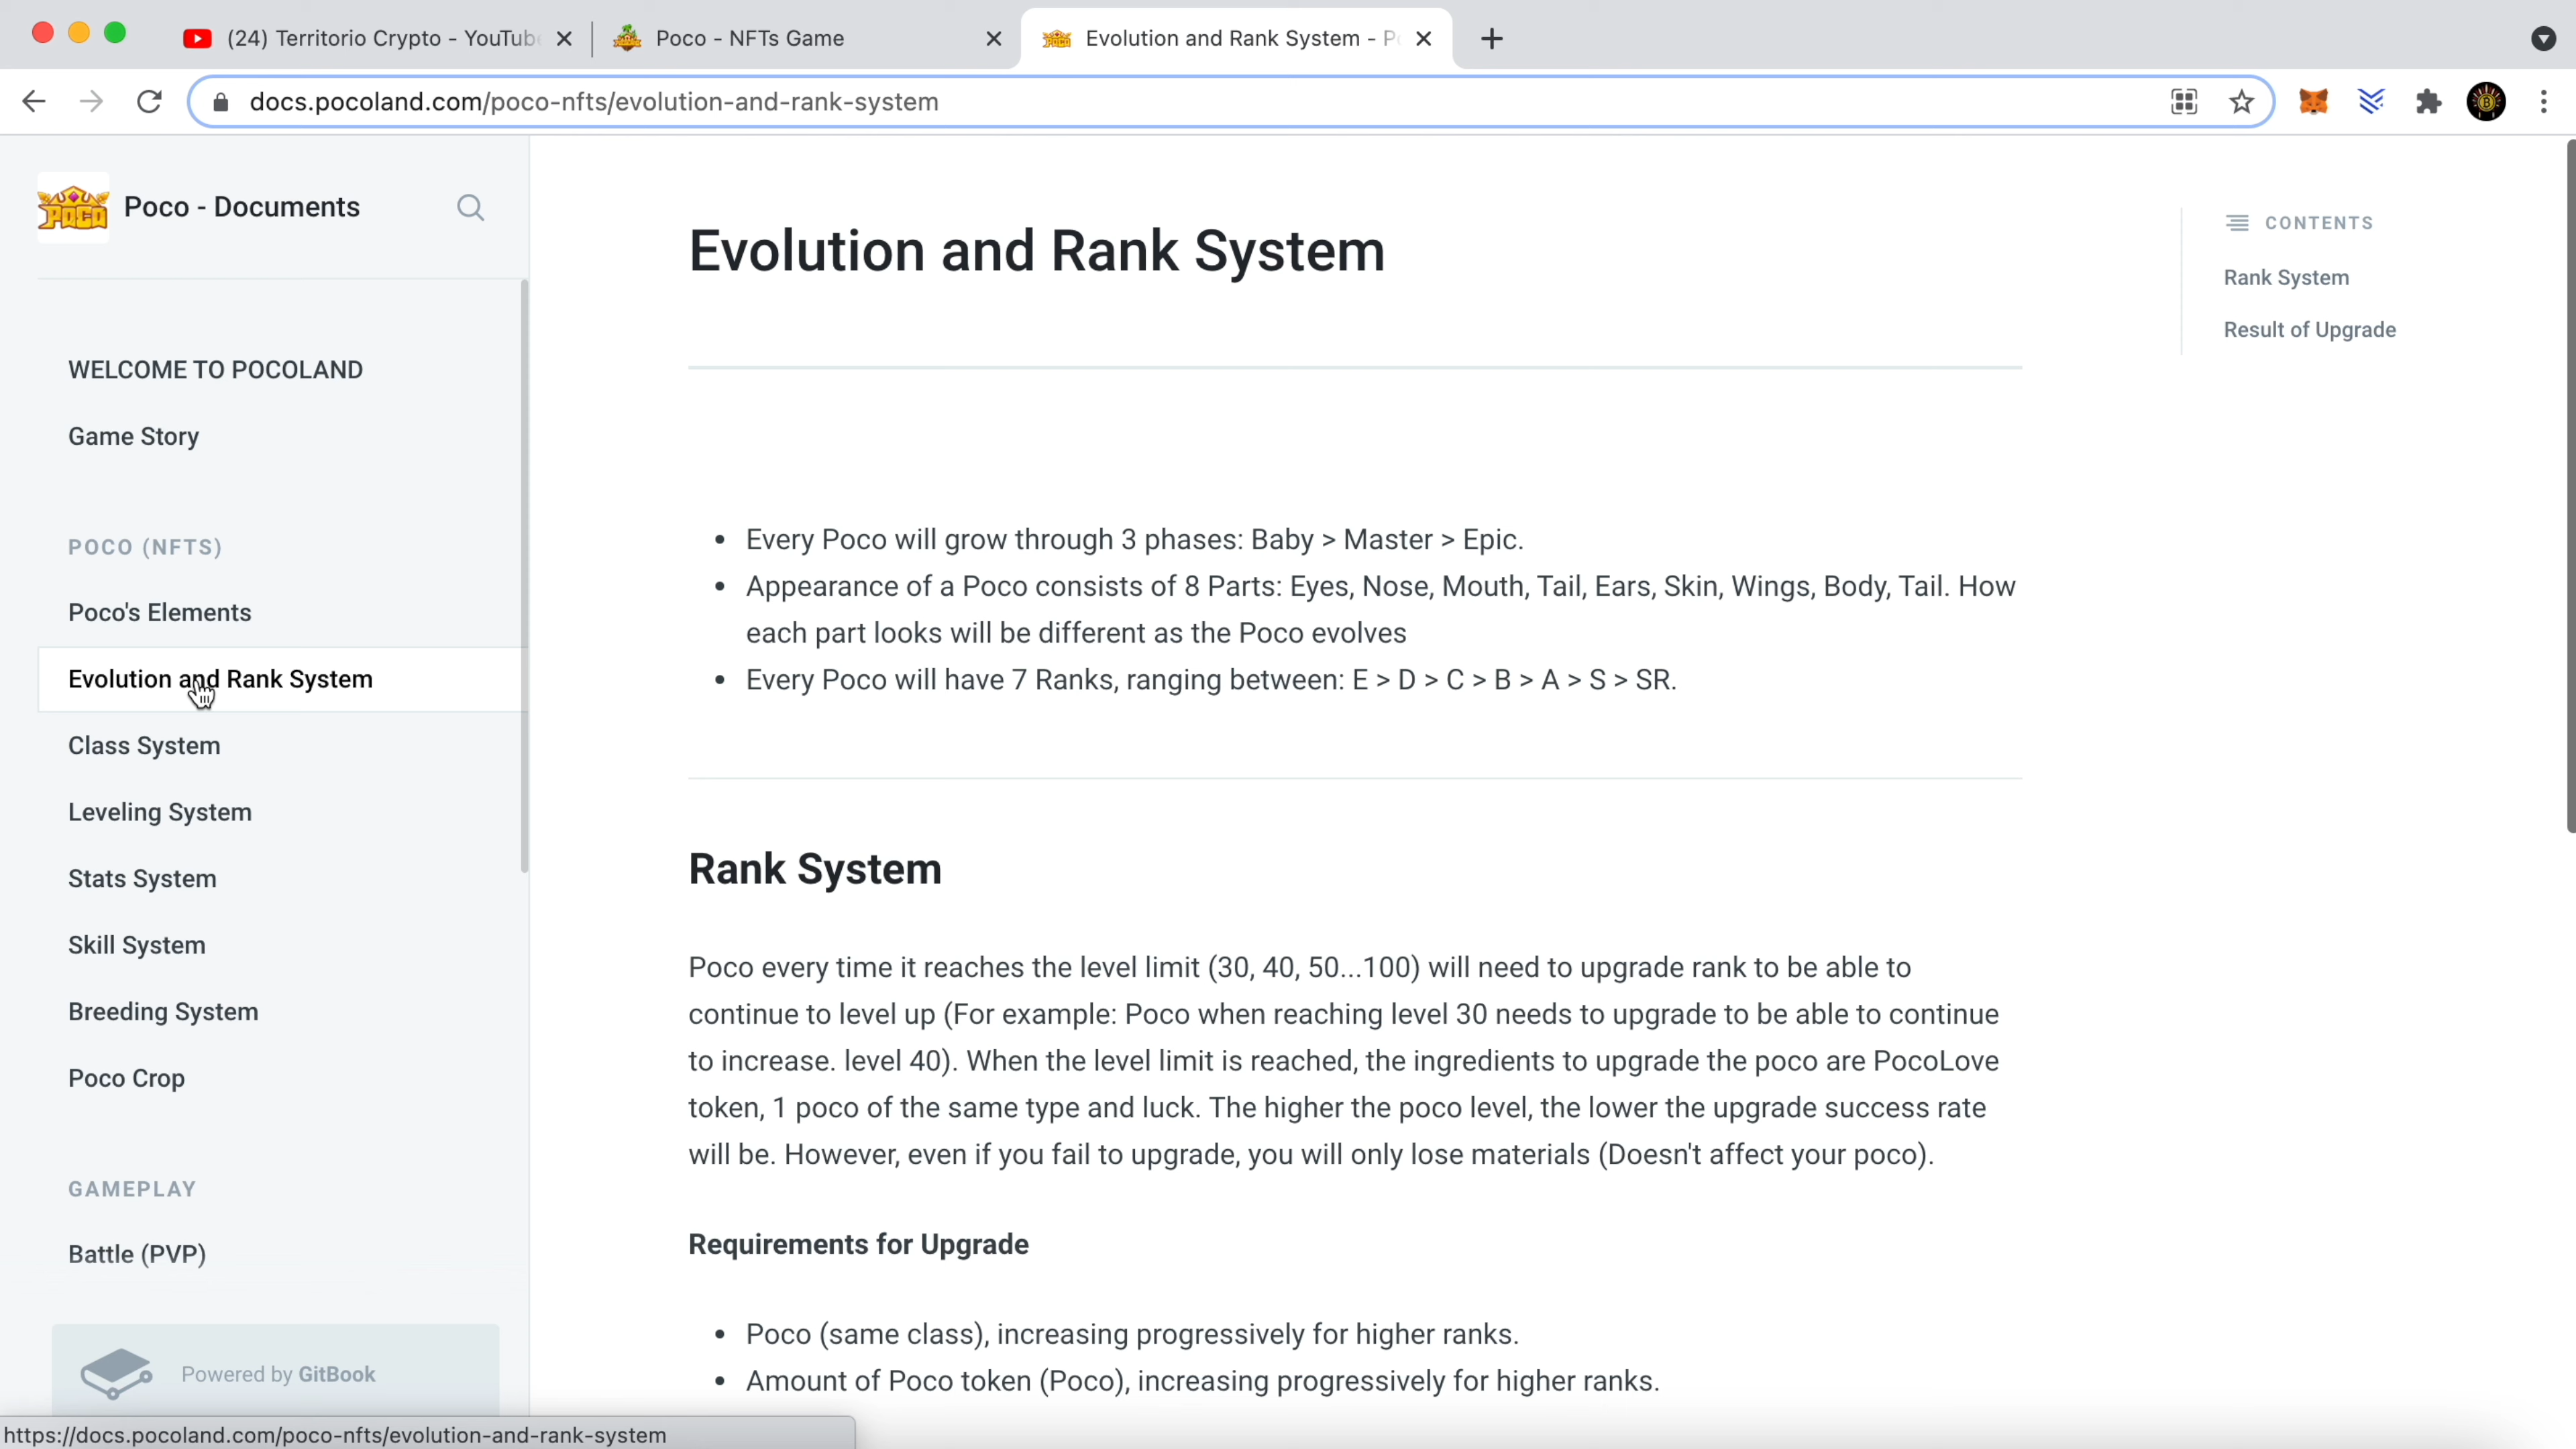 (24) Territorio Crypto - YouTub
Poco - NFTs Game
Evolution and Rank System - P
docs.pocoland.com/poco-nfts/evolution-and-rank-system
POCO
Poco - Documents
WELCOME TO POCOLAND
Game Story
POCO (NFTS)
Poco's Elements
Evolution and Rank System
Class System
Leveling System
Stats System
Skill System
Breeding System
Poco Crop
GAMEPLAY
Battle (PVP)
Powered by GitBook
https://docs.pocoland.com/poco-nfts/evolution-and-rank-system
Evolution and Rank System
• Every Poco will grow through 3 phases: Baby > Master > Epic.
• Appearance of a Poco consists of 8 Parts: Eyes, Nose, Mouth, Tail, Ears, Skin, Wings, Body, Tail. How
each part looks will be different as the Poco evolves
• Every Poco will have 7 Ranks, ranging between: E > D > C > B > A > S > SR.
Rank System
Poco every time it reaches the level limit (30, 40, 50...100) will need to upgrade rank to be able to
continue to level up (For example: Poco when reaching level 30 needs to upgrade to be able to continue
to increase. level 40). When the level limit is reached, the ingredients to upgrade the poco are PocoLove
token, 1 poco of the same type and luck. The higher the poco level, the lower the upgrade success rate
will be. However, even if you fail to upgrade, you will only lose materials (Doesn't affect your poco).
Requirements for Upgrade
• Poco (same class), increasing progressively for higher ranks.
• Amount of Poco token (Poco), increasing progressively for higher ranks.
CONTENTS
Rank System
Result of Upgrade